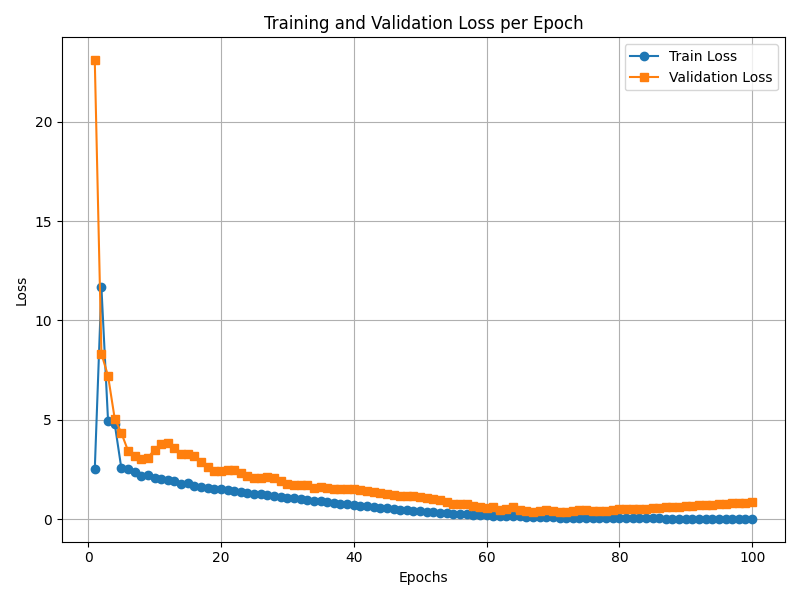 Training and Validation Loss per Epoch
Train Loss
Validation Loss
Loss
20
15
10
5
0
0 20 40 60 80 100
Epochs